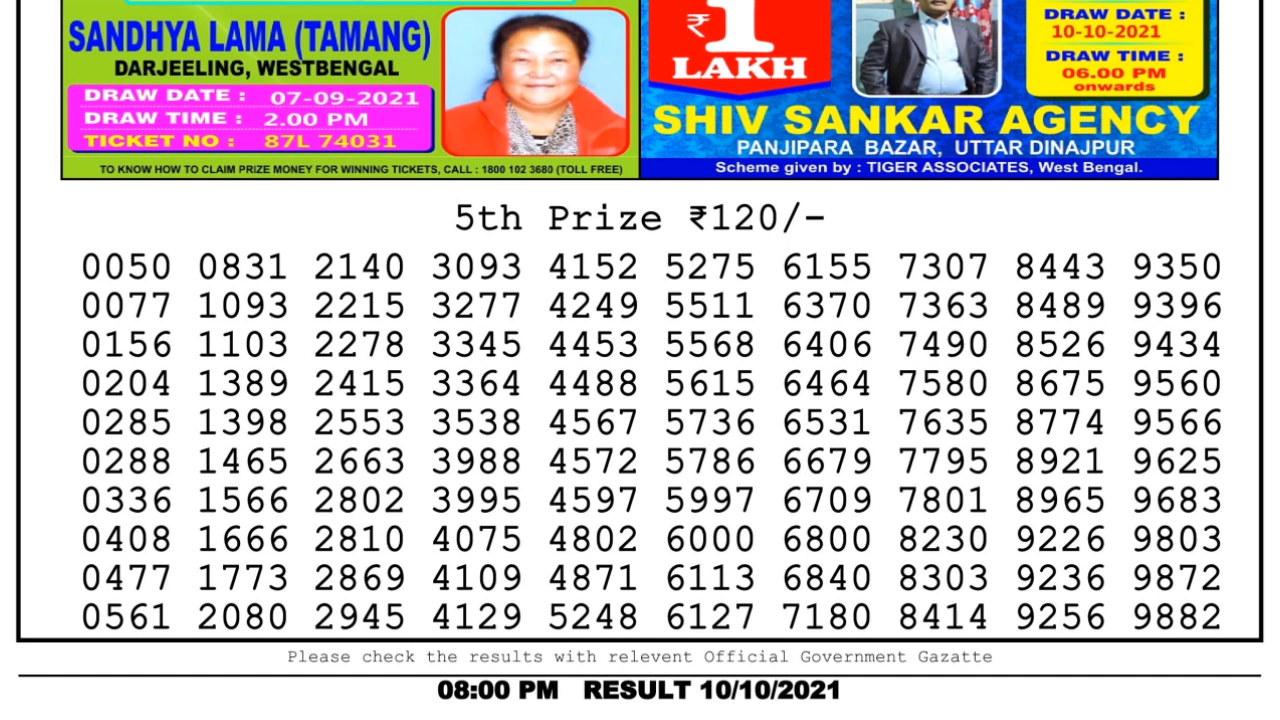 SANDHYA LAMA (TAMANG)
DARJEELING, WESTBENGAL
DRAW DATE : 07-09-2021
DRAW TIME : 2.00 PM
TICKET NO : 87L 74031
TO KNOW HOW TO CLAIM PRIZE MONEY FOR WINNING TICKETS, CALL : 1800 102 3680 (TOLL FREE)
₹1
LAKH
DRAW DATE :
10-10-2021
DRAW TIME :
06.00 PM
onwards
SHIV SANKAR AGENCY
PANJIPARA BAZAR, UTTAR DINAJPUR
Scheme given by : TIGER ASSOCIATES, West Bengal.
5th Prize ₹120/-
0050 0831 2140 3093 4152 5275 6155 7307 8443 9350
0077 1093 2215 3277 4249 5511 6370 7363 8489 9396
0156 1103 2278 3345 4453 5568 6406 7490 8526 9434
0204 1389 2415 3364 4488 5615 6464 7580 8675 9560
0285 1398 2553 3538 4567 5736 6531 7635 8774 9566
0288 1465 2663 3988 4572 5786 6679 7795 8921 9625
0336 1566 2802 3995 4597 5997 6709 7801 8965 9683
0408 1666 2810 4075 4802 6000 6800 8230 9226 9803
0477 1773 2869 4109 4871 6113 6840 8303 9236 9872
0561 2080 2945 4129 5248 6127 7180 8414 9256 9882
Please check the results with relevent Official Government Gazatte
08:00 PM RESULT 10/10/2021